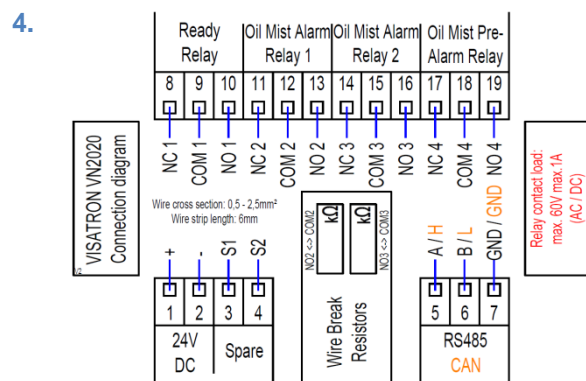 4.
Ready Relay
Oil Mist Alarm Relay 1
Oil Mist Alarm Relay 2
Oil Mist Pre-Alarm Relay
8 9 10 11 12 13 14 15 16 17 18 19
NC 1
COM 1
NO 1
NC 2
COM 2
NO 2
NC 3
COM 3
NO 3
NC 4
COM 4
NO 4
VISATRON VN2020
Connection diagram
V2
Wire cross section: 0,5 - 2,5mm²
Wire strip length: 6mm
+
-
S1
S2
NO2 <-> COM2
kΩ
kΩ
NO3 <-> COM3
Wire Break
Resistors
A / H
B / L
GND / GND
Relay contact load:
max. 60V max.1A
(AC / DC)
1 2 3 4
5 6 7
24V
DC
Spare
RS485
CAN